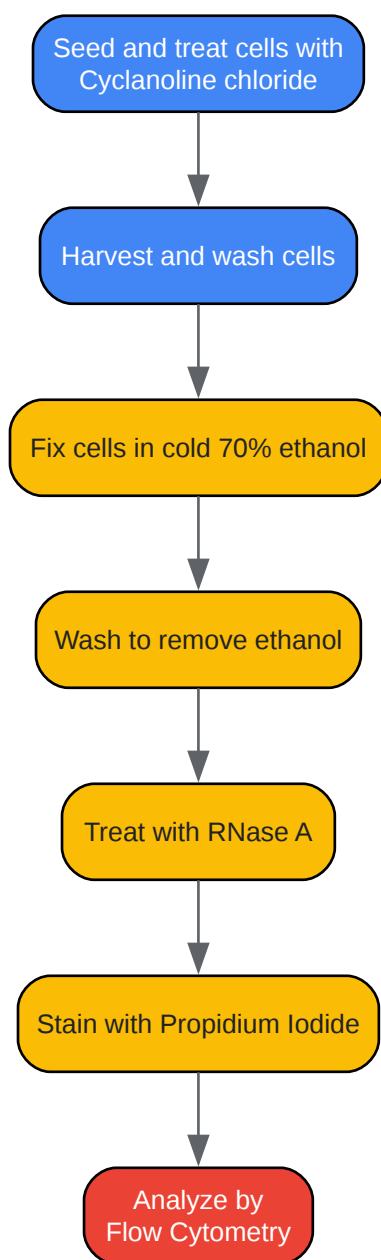 Seed and treat cells with
Cyclanoline chloride
Harvest and wash cells
Fix cells in cold 70% ethanol
Wash to remove ethanol
Treat with RNase A
Stain with Propidium Iodide
Analyze by
Flow Cytometry